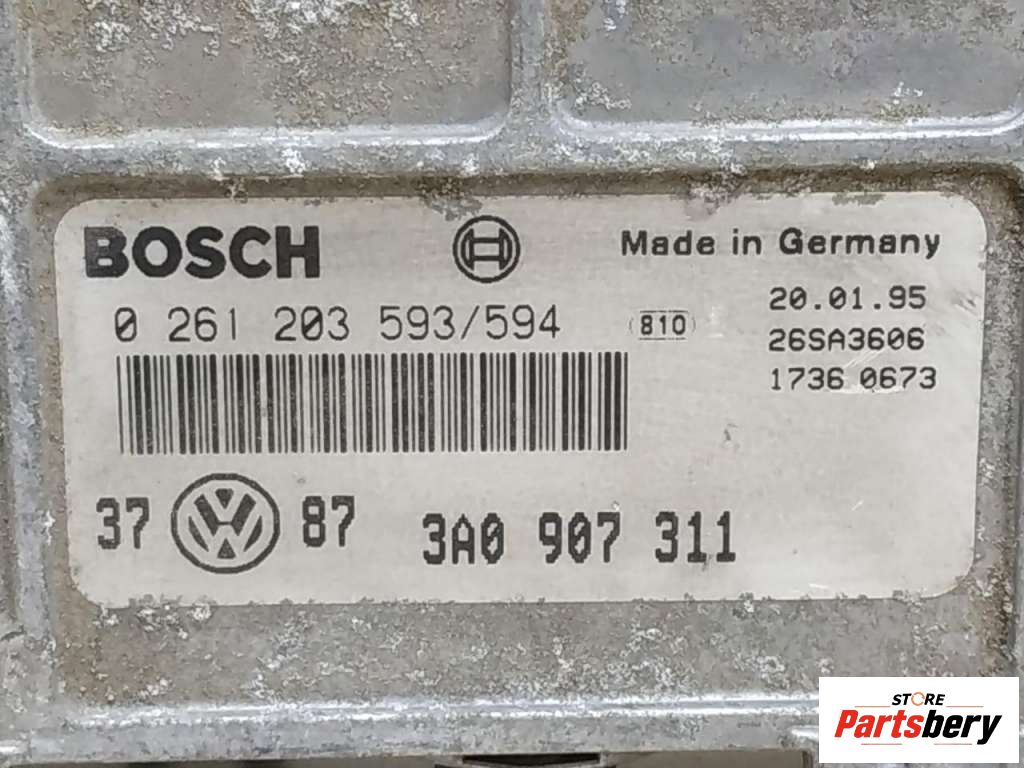 BOSCH Made in Germany
20.01.95
0 261 203 593/594 (810) 26SA3606
1736 0673
37 VW 87 3A0 907 311
STORE
Partsbery